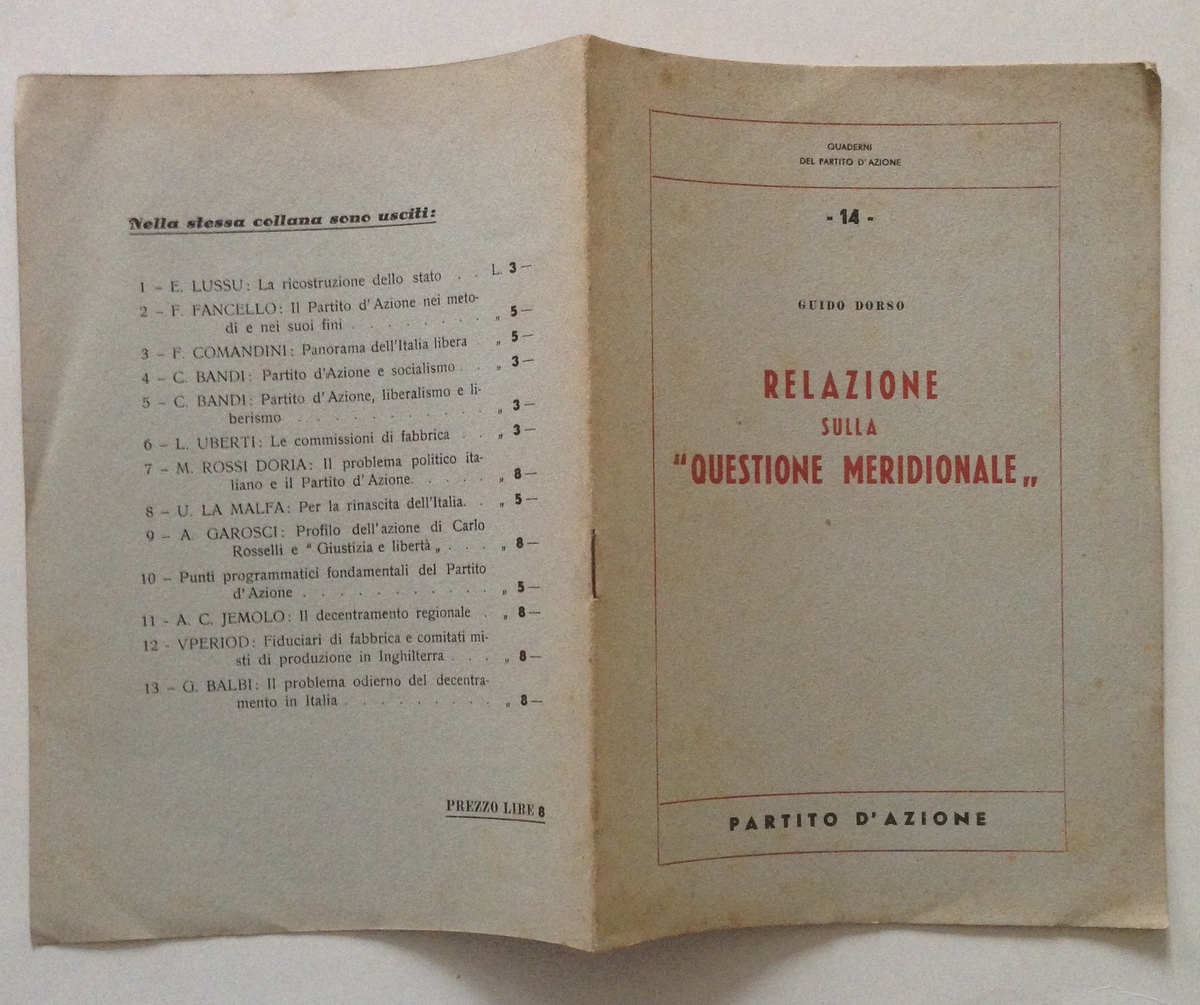 Nella stessa collana sono usciti:
1 - E. LUSSU: La ricostruzione dello stato . . L. 3 —
2 - F. FANCELLO: Il Partito d'Azione nei meto-
di e nei suoi fini . . . . . . . . „ 5 —
3 - F. COMANDINI: Panorama dell'Italia libera . „ 5 —
4 - C. BANDI: Partito d'Azione e socialismo . . „ 3 —
5 - C. BANDI: Partito d'Azione, liberalismo e li-
berismo . . . . . . . . . . „ 3 —
6 - L. UBERTI: Le commissioni di fabbrica . . „ 3 —
7 - M. ROSSI DORIA: Il problema politico ita-
liano e il Partito d'Azione. . . . . . „ 8 —
8 - U. LA MALFA: Per la rinascita dell'Italia. . „ 5 —
9 - A. GAROSCI: Profilo dell'azione di Carlo
Rosselli e " Giustizia e libertà „ . . . „ 8 —
10 - Punti programmatici fondamentali del Partito
d'Azione . . . . . . . . . . . „ 5 —
11 - A. C. JEMOLO: Il decentramento regionale . „ 8 —
12 - VPERIOD: Fiduciari di fabbrica e comitati mi-
sti di produzione in Inghilterra . . . „ 8 —
13 - G. BALBI: Il problema odierno del decentra-
mento in Italia . . . . . . . . . „ 8 —
PREZZO LIRE 8
QUADERNI
DEL PARTITO D'AZIONE
- 14 -
GUIDO DORSO
RELAZIONE
SULLA
"QUESTIONE MERIDIONALE„
PARTITO D'AZIONE